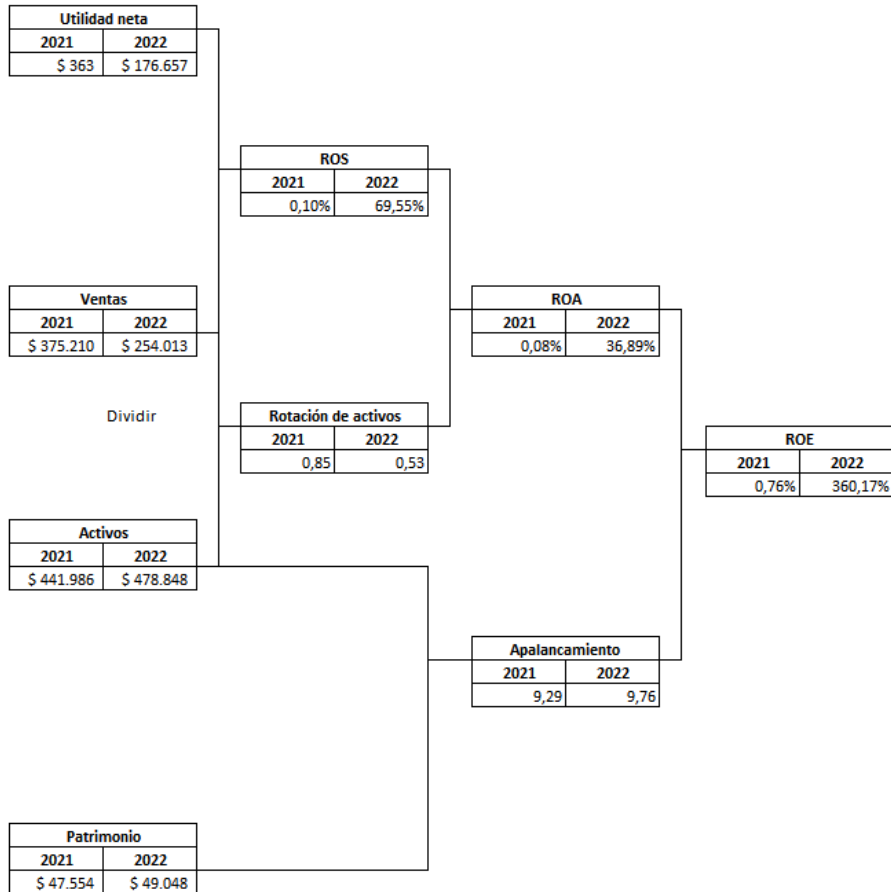 Utilidad neta
2021 2022
$ 363 $ 176.657
ROS
2021 2022
0,10% 69,55%
Ventas
2021 2022
$ 375.210 $ 254.013
ROA
2021 2022
0,08% 36,89%
Dividir
Rotación de activos
2021 2022
0,85 0,53
ROE
2021 2022
0,76% 360,17%
Activos
2021 2022
$ 441.986 $ 478.848
Apalancamiento
2021 2022
9,29 9,76
Patrimonio
2021 2022
$ 47.554 $ 49.048